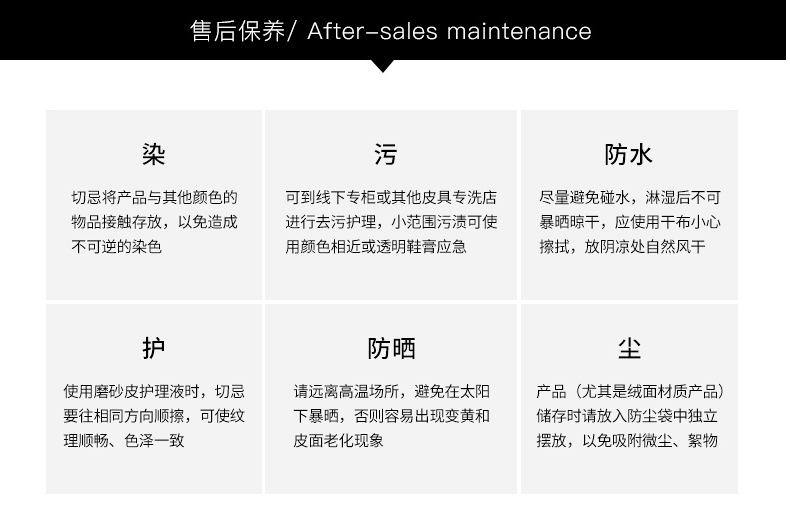 售后保养/ After-sales maintenance
染
切忌将产品与其他颜色的
物品接触存放，以免造成
不可逆的染色
污
可到线下专柜或其他皮具专洗店
进行去污护理，小范围污渍可使
用颜色相近或透明鞋膏应急
防水
尽量避免碰水，淋湿后不可
暴晒晾干，应使用干布小心
擦拭，放阴凉处自然风干
护
使用磨砂皮护理液时，切忌
要往相同方向顺擦，可使纹
理顺畅、色泽一致
防晒
请远离高温场所，避免在太阳
下暴晒，否则容易出现变黄和
皮面老化现象
尘
产品（尤其是绒面材质产品）
储存时请放入防尘袋中独立
摆放，以免吸附微尘、絮物